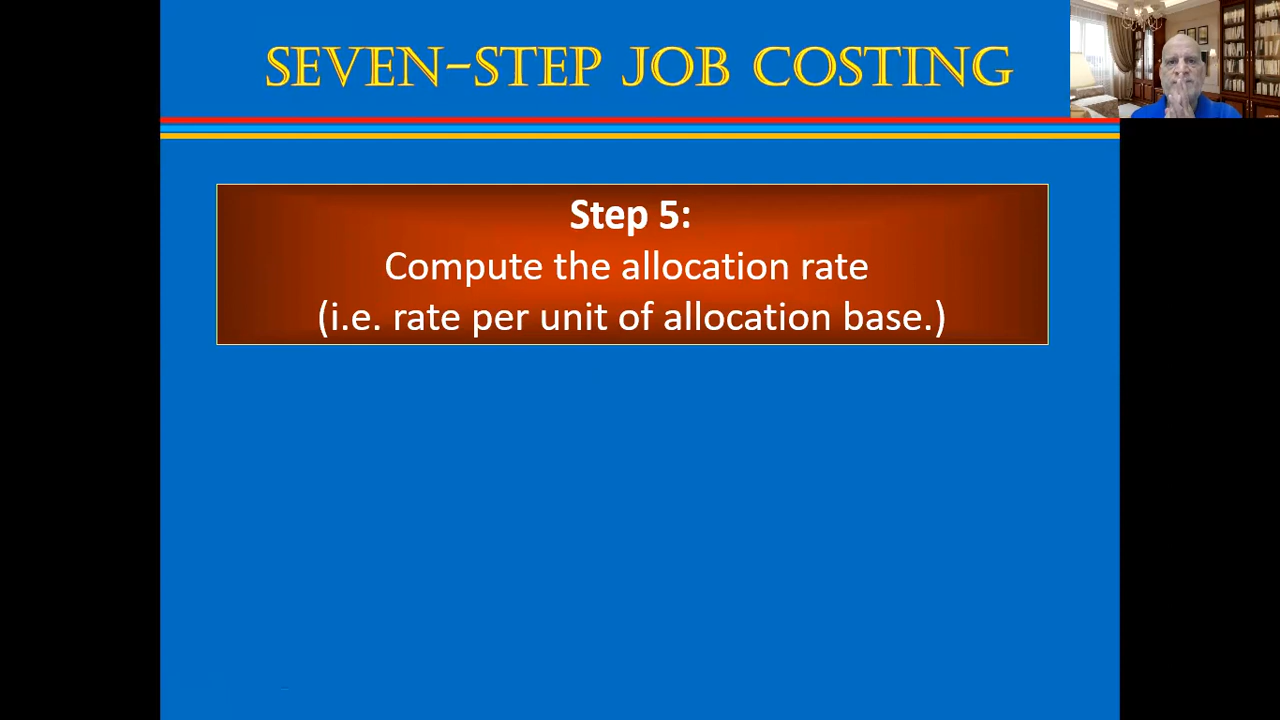 SEVEN-STEP JOB COSTING
Step 5:
Compute the allocation rate
(i.e. rate per unit of allocation base.)